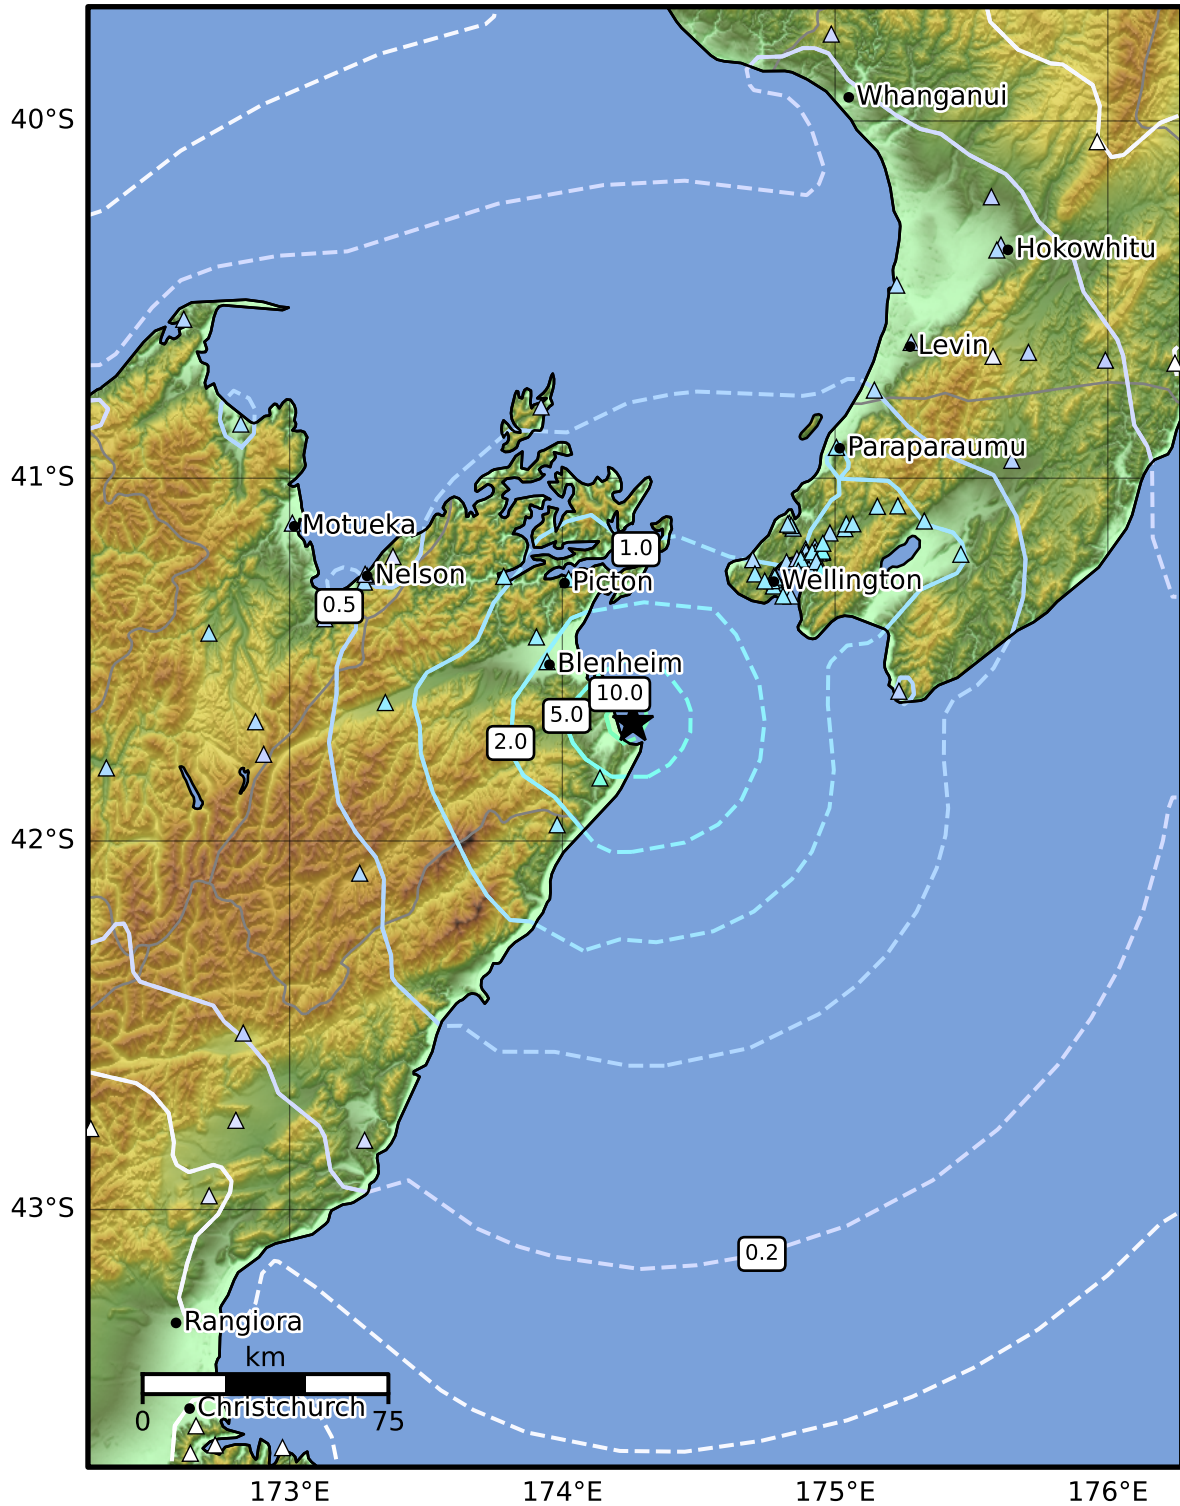 Whanganui
40°S
Hokowhitu
Levin
Paraparaumu
41°S
Motueka
1.0
Nelson
Picton
Wellington
0.5
Blenheim
10.0
5.0
2.0
42°S
43°S
0.2
Rangiora
km
Christchurch
0 75
173°E 174°E 175°E 176°E